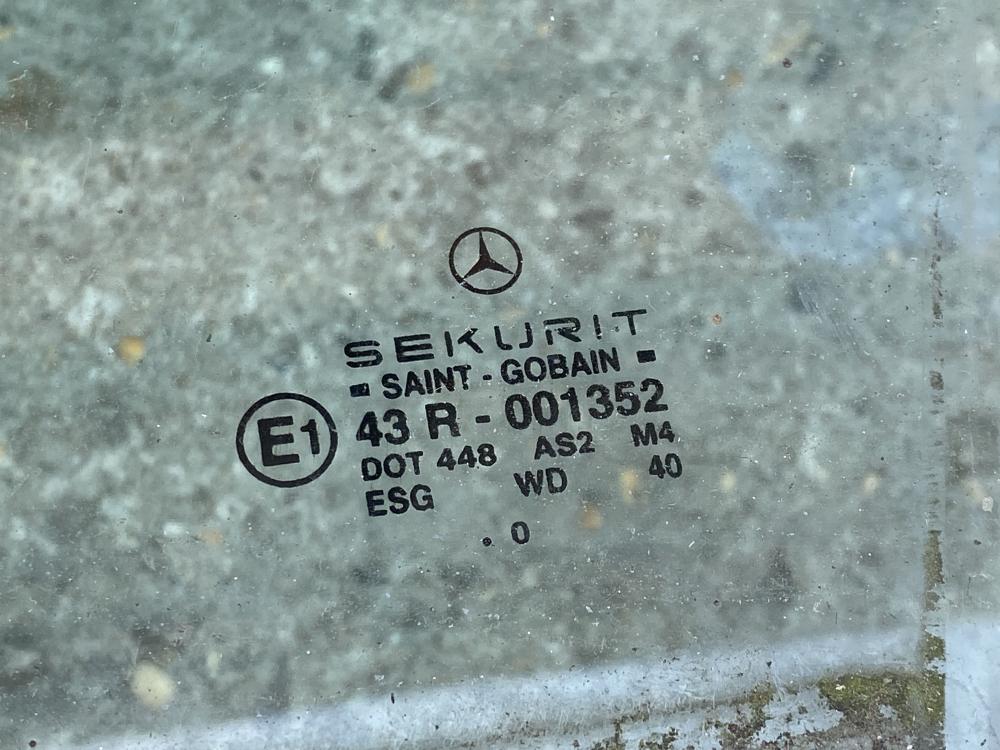 SEKURIT
SAINT - GOBAIN
E1 43 R - 001352
DOT 448 AS2 M4
ESG WD 40
. 0